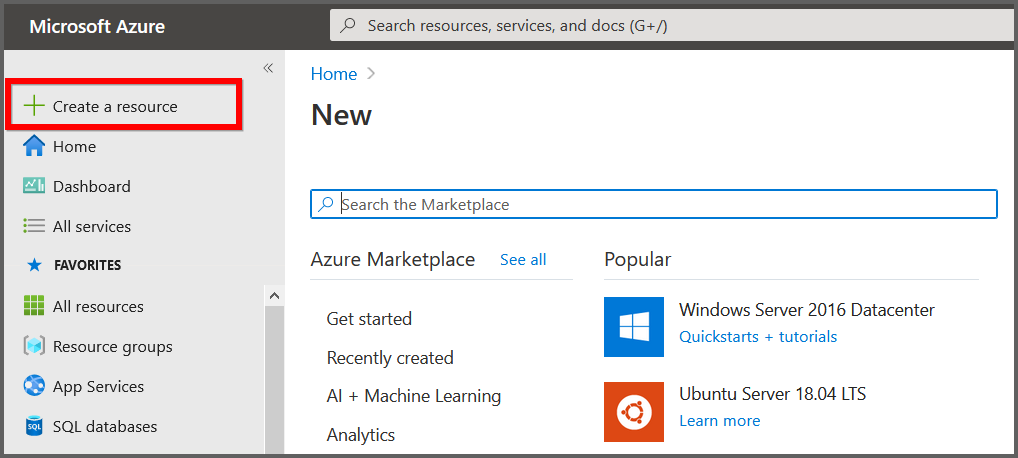 Microsoft Azure
Search resources, services, and docs (G+/)
«
Create a resource
Home
Dashboard
All services
FAVORITES
All resources
Resource groups
App Services
SQL databases
Home >
New
Search the Marketplace
Azure Marketplace
See all
Get started
Recently created
AI + Machine Learning
Analytics
Popular
Windows Server 2016 Datacenter
Quickstarts + tutorials
Ubuntu Server 18.04 LTS
Learn more